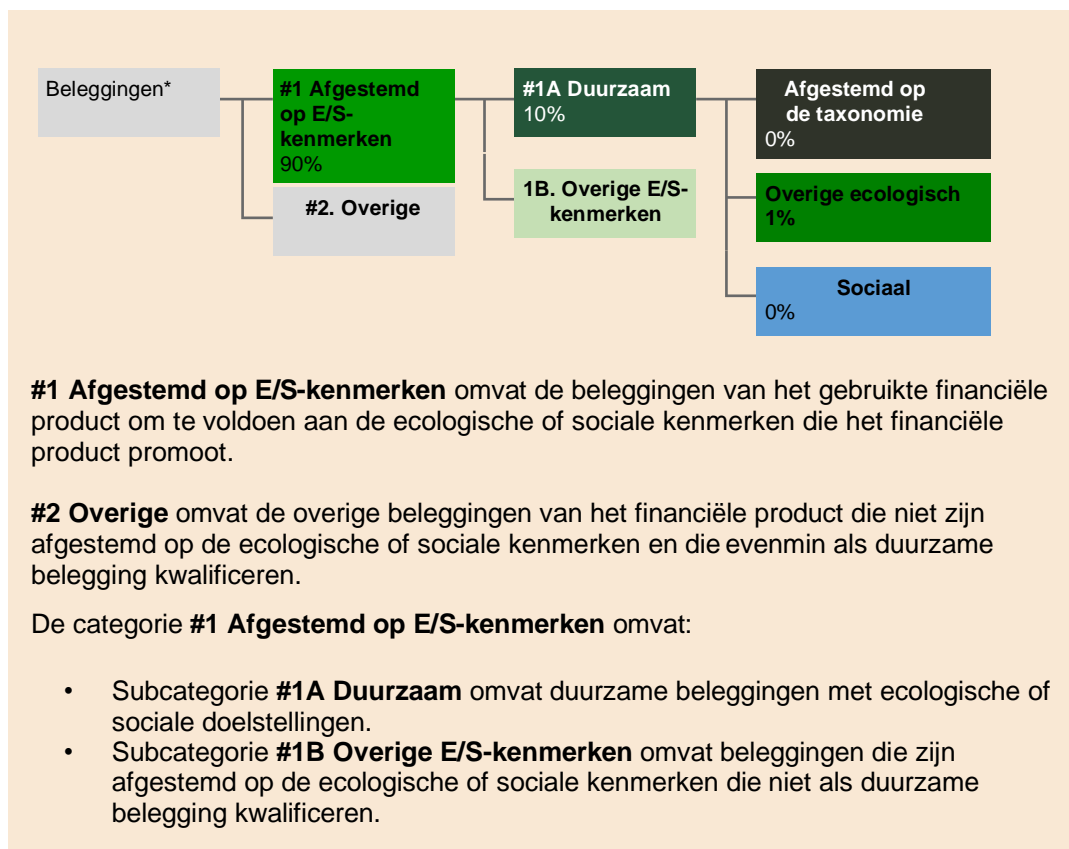 Beleggingen*
#1 Afgestemd
op E/S-
kenmerken
90%
#2. Overige
#1A Duurzaam
10%
1B. Overige E/S-
kenmerken
Afgestemd op
de taxonomie
0%
Overige ecologisch
1%
Sociaal
0%
#1 Afgestemd op E/S-kenmerken omvat de beleggingen van het gebruikte financiële
product om te voldoen aan de ecologische of sociale kenmerken die het financiële
product promoot.
#2 Overige omvat de overige beleggingen van het financiële product die niet zijn
afgestemd op de ecologische of sociale kenmerken en die evenmin als duurzame
belegging kwalificeren.
De categorie #1 Afgestemd op E/S-kenmerken omvat:
• Subcategorie #1A Duurzaam omvat duurzame beleggingen met ecologische of
sociale doelstellingen.
• Subcategorie #1B Overige E/S-kenmerken omvat beleggingen die zijn
afgestemd op de ecologische of sociale kenmerken die niet als duurzame
belegging kwalificeren.